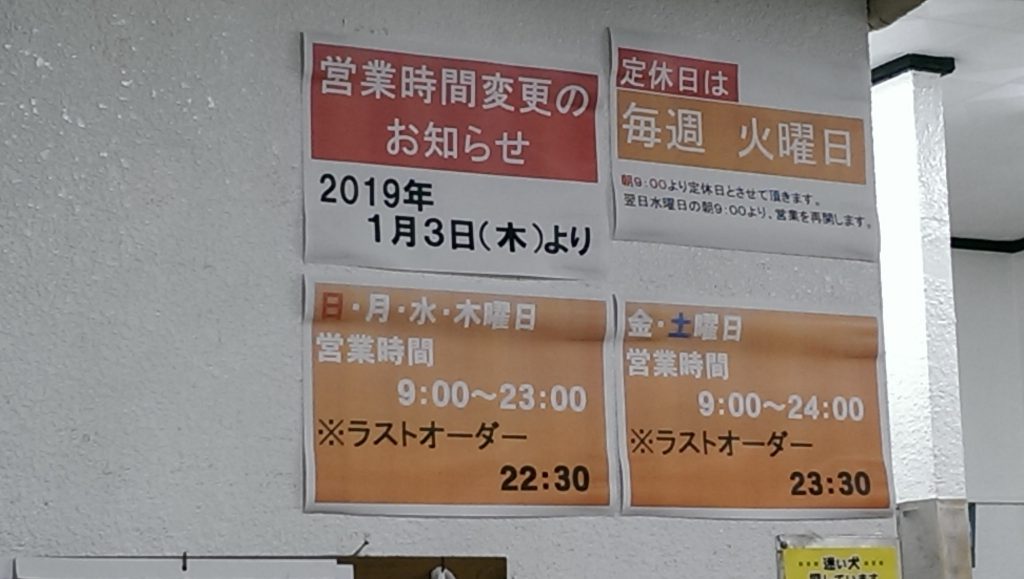 営業時間変更の
お知らせ
2019年
1月3日(木)より
定休日は
毎週 火曜日
朝9:00より定休日とさせて頂きます。
翌日水曜日の朝9:00より、営業を再開します。
日・月・水・木曜日
営業時間
9:00～23:00
※ラストオーダー
22:30
金・土曜日
営業時間
9:00～24:00
※ラストオーダー
23:30
迷い犬